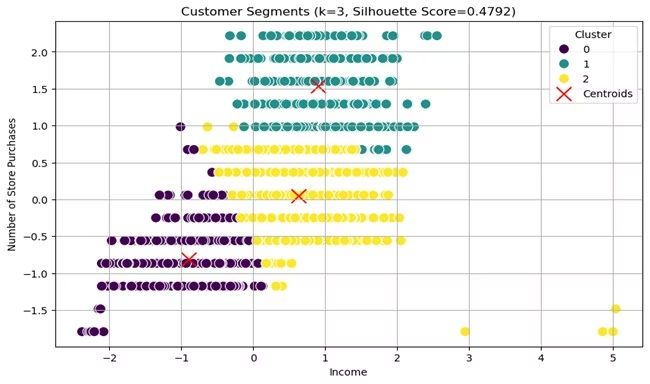 Customer Segments (k=3, Silhouette Score=0.4792)
Cluster
0
1
2
Centroids
Number of Store Purchases
2.0
1.5
1.0
0.5
0.0
−0.5
−1.0
−1.5
−2 −1 0 1 2 3 4 5
Income